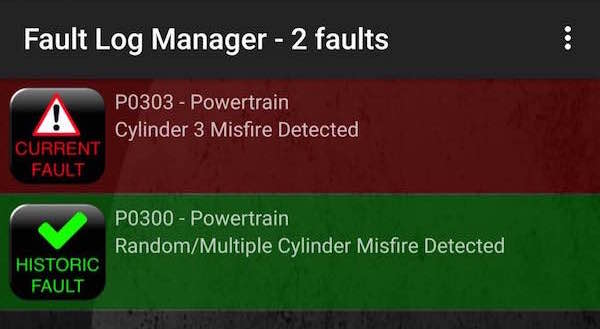 Fault Log Manager - 2 faults
P0303 - Powertrain
Cylinder 3 Misfire Detected
CURRENT
FAULT
P0300 - Powertrain
Random/Multiple Cylinder Misfire Detected
HISTORIC
FAULT